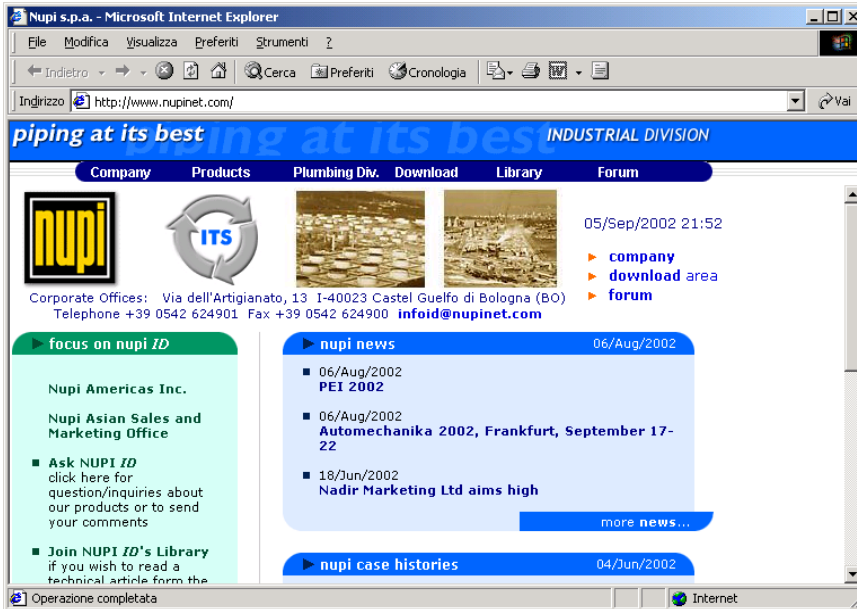 Nupi s.p.a. - Microsoft Internet Explorer
File Modifica Visualizza Preferiti Strumenti ?
Indietro Cerca Preferiti Cronologia
Indirizzo http://www.nupinet.com/ Vai
piping at its best piping at its best INDUSTRIAL DIVISION
Company Products Plumbing Div. Download Library Forum
nupi
ITS
05/Sep/2002 21:52
company
download area
forum
Corporate Offices: Via dell'Artigianato, 13 I-40023 Castel Guelfo di Bologna (BO)
Telephone +39 0542 624901 Fax +39 0542 624900 infoid@nupinet.com
focus on nupi ID
Nupi Americas Inc.
Nupi Asian Sales and
Marketing Office
Ask NUPI ID
click here for
question/inquiries about
our products or to send
your comments
Join NUPI ID's Library
if you wish to read a
technical article form the
nupi news 06/Aug/2002
06/Aug/2002
PEI 2002
06/Aug/2002
Automechanika 2002, Frankfurt, September 17-
22
18/Jun/2002
Nadir Marketing Ltd aims high
more news...
nupi case histories 04/Jun/2002
Operazione completata Internet